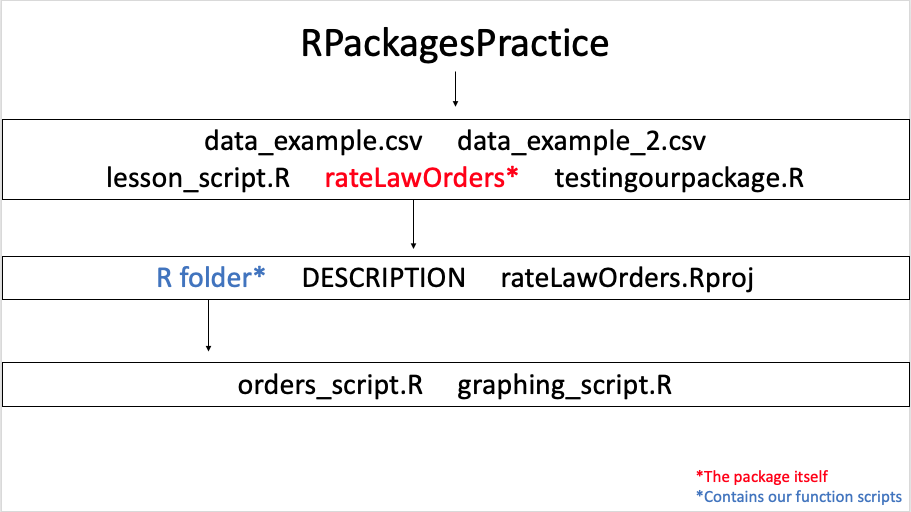 RPackagesPractice
data_example.csv data_example_2.csv
lesson_script.R rateLawOrders* testingourpackage.R
R folder* DESCRIPTION rateLawOrders.Rproj
orders_script.R graphing_script.R
*The package itself
*Contains our function scripts